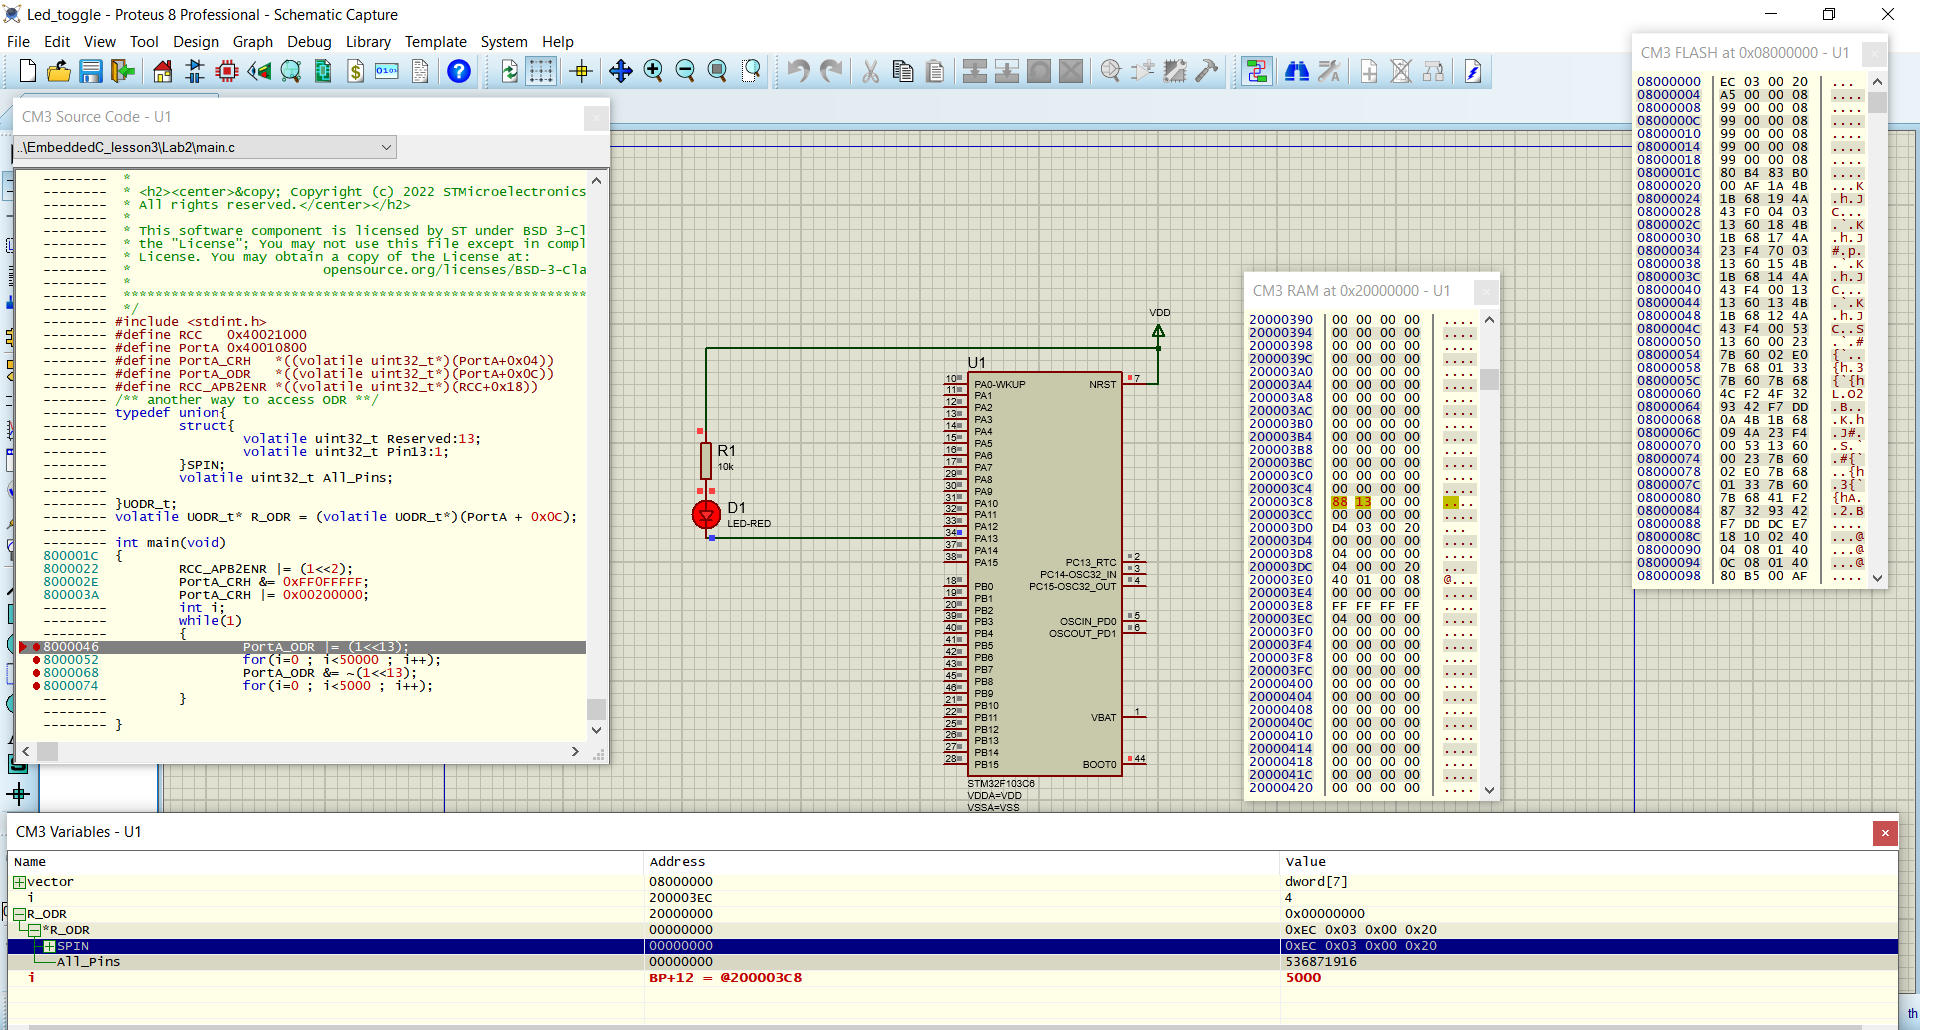 Led_toggle - Proteus 8 Professional - Schematic Capture
File Edit View Tool Design Graph Debug Library Template System Help
CM3 Source Code - U1
..\EmbeddedC_lesson3\Lab2\main.c
-------- *
-------- * <h2><center>&copy; Copyright (c) 2022 STMicroelectronics
-------- * All rights reserved.</center></h2>
-------- *
-------- * This software component is licensed by ST under BSD 3-Cl
-------- * the "License"; You may not use this file except in compl
-------- * License. You may obtain a copy of the License at:
-------- * opensource.org/licenses/BSD-3-Cla
-------- *
-------- **********************************************************
-------- */
-------- #include <stdint.h>
-------- #define RCC 0x40021000
-------- #define PortA 0x40010800
-------- #define PortA_CRH *((volatile uint32_t*)(PortA+0x04))
-------- #define PortA_ODR *((volatile uint32_t*)(PortA+0x0C))
-------- #define RCC_APB2ENR *((volatile uint32_t*)(RCC+0x18))
-------- /** another way to access ODR **/
-------- typedef union{
-------- struct{
-------- volatile uint32_t Reserved:13;
-------- volatile uint32_t Pin13:1;
-------- }SPIN;
-------- volatile uint32_t All_Pins;
--------
-------- }UODR_t;
-------- volatile UODR_t* R_ODR = (volatile UODR_t*)(PortA + 0x0C);
--------
-------- int main(void)
800001C {
8000022 RCC_APB2ENR |= (1<<2);
800002E PortA_CRH &= 0xFF0FFFFF;
800003A PortA_CRH |= 0x00200000;
-------- int i;
-------- while(1)
-------- {
8000046 PortA_ODR |= (1<<13);
8000052 for(i=0 ; i<50000 ; i++);
8000068 PortA_ODR &= ~(1<<13);
8000074 for(i=0 ; i<5000 ; i++);
-------- }
--------
-------- }
VDD
R1
10k
D1
LED-RED
U1
10 PA0-WKUP
11 PA1
12 PA2
13 PA3
14 PA4
15 PA5
16 PA6
17 PA7
29 PA8
30 PA9
31 PA10
32 PA11
33 PA12
34 PA13
37 PA14
38 PA15
18 PB0
19 PB1
20 PB2
39 PB3
40 PB4
41 PB5
42 PB6
43 PB7
45 PB8
46 PB9
21 PB10
22 PB11
25 PB12
26 PB13
27 PB14
28 PB15
NRST 7
PC13_RTC 2
PC14-OSC32_IN 3
PC15-OSC32_OUT 4
OSCIN_PD0 5
OSCOUT_PD1 6
VBAT 1
BOOT0 44
STM32F103C6
VDDA=VDD
VSSA=VSS
CM3 RAM at 0x20000000 - U1
20000390 00 00 00 00 ....
20000394 00 00 00 00 ....
20000398 00 00 00 00 ....
2000039C 00 00 00 00 ....
200003A0 00 00 00 00 ....
200003A4 00 00 00 00 ....
200003A8 00 00 00 00 ....
200003AC 00 00 00 00 ....
200003B0 00 00 00 00 ....
200003B4 00 00 00 00 ....
200003B8 00 00 00 00 ....
200003BC 00 00 00 00 ....
200003C0 00 00 00 00 ....
200003C4 00 00 00 00 ....
200003C8 88 13 00 00 ....
200003CC 00 00 00 00 ....
200003D0 D4 03 00 20 ...
200003D4 00 00 00 00 ....
200003D8 04 00 00 00 ....
200003DC 04 00 00 20 ...
200003E0 40 01 00 08 @...
200003E4 00 00 00 00 ....
200003E8 FF FF FF FF ....
200003EC 04 00 00 00 ....
200003F0 00 00 00 00 ....
200003F4 00 00 00 00 ....
200003F8 00 00 00 00 ....
200003FC 00 00 00 00 ....
20000400 00 00 00 00 ....
20000404 00 00 00 00 ....
20000408 00 00 00 00 ....
2000040C 00 00 00 00 ....
20000410 00 00 00 00 ....
20000414 00 00 00 00 ....
20000418 00 00 00 00 ....
2000041C 00 00 00 00 ....
20000420 00 00 00 00 ....
CM3 FLASH at 0x08000000 - U1
08000000 EC 03 00 20 ...
08000004 A5 00 00 08 ....
08000008 99 00 00 08 ....
0800000C 99 00 00 08 ....
08000010 99 00 00 08 ....
08000014 99 00 00 08 ....
08000018 99 00 00 08 ....
0800001C 80 B4 83 B0 ....
08000020 00 AF 1A 4B ...K
08000024 1B 68 19 4A .h.J
08000028 43 F0 04 03 C...
0800002C 13 60 18 4B .`.K
08000030 1B 68 17 4A .h.J
08000034 23 F4 70 03 #.p.
08000038 13 60 15 4B .`.K
0800003C 1B 68 14 4A .h.J
08000040 43 F4 00 13 C...
08000044 13 60 13 4B .`.K
08000048 1B 68 12 4A .h.J
0800004C 43 F4 00 53 C..S
08000050 13 60 00 23 .`.#
08000054 7B 60 02 E0 {`..
08000058 7B 68 01 33 {h.3
0800005C 7B 60 7B 68 {`{h
08000060 4C F2 4F 32 L.O2
08000064 93 42 F7 DD .B..
08000068 0A 4B 1B 68 .K.h
0800006C 09 4A 23 F4 .J#.
08000070 00 53 13 60 .S.`
08000074 00 23 7B 60 .#{`
08000078 02 E0 7B 68 ..{h
0800007C 01 33 7B 60 .3{`
08000080 7B 68 41 F2 {hA.
08000084 87 32 93 42 .2.B
08000088 F7 DD DC E7 ....
0800008C 18 10 02 40 ...@
08000090 04 08 01 40 ...@
08000094 0C 08 01 40 ...@
08000098 80 B5 00 AF ....
CM3 Variables - U1
Name Address Value
vector 08000000 dword[7]
i 200003EC 4
R_ODR 20000000 0x00000000
*R_ODR 00000000 0xEC 0x03 0x00 0x20
SPIN 00000000 0xEC 0x03 0x00 0x20
All_Pins 00000000 536871916
i BP+12 = @200003C8 5000
th